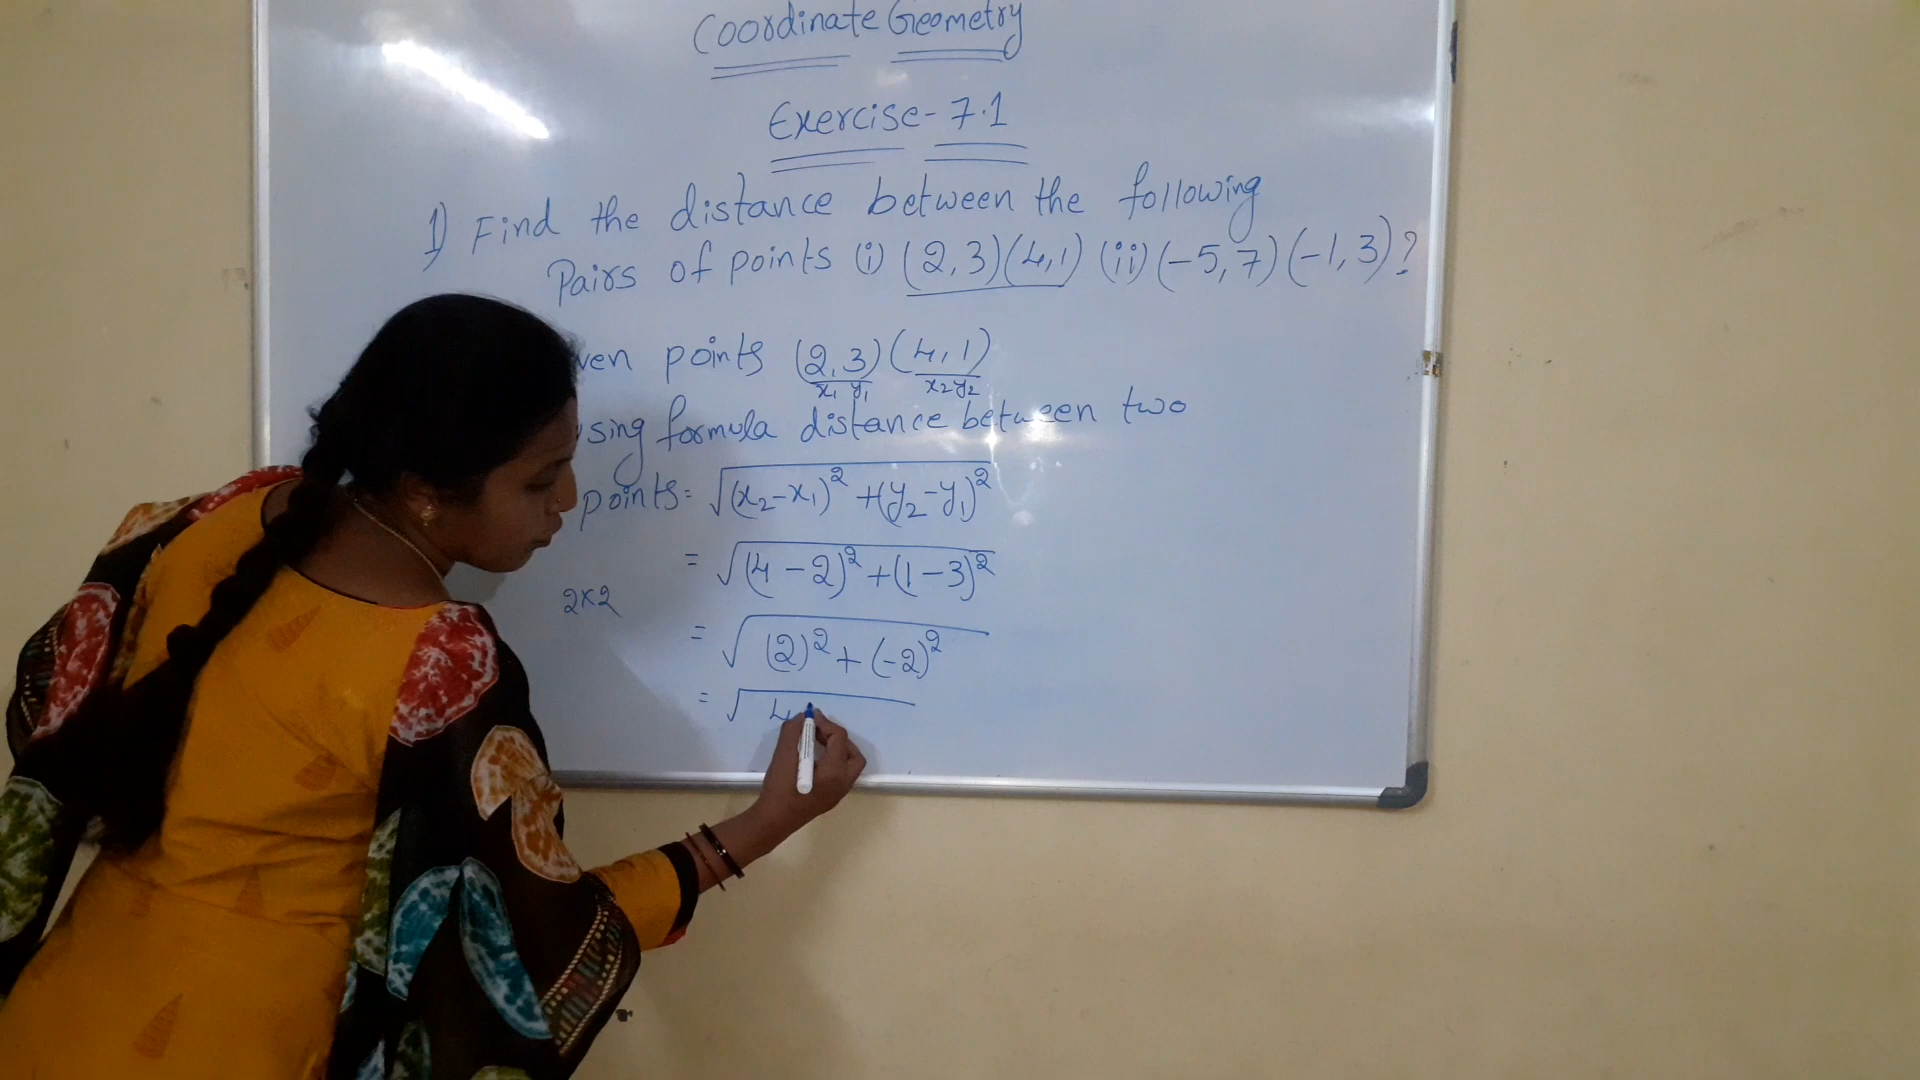 Coordinate Geometry
Exercise-7.1
1) Find the distance between the following
Pairs of points (i) (2,3)(4,1) (ii) (-5,7)(-1,3)?
points (2,3)(4,1)
x₁ y₁ x₂ y₂
formula distance between two
points = √(x₂-x₁)² + (y₂-y₁)²
= √(4-2)² + (1-3)²
2x2
= √(2)² + (-2)²
= √4